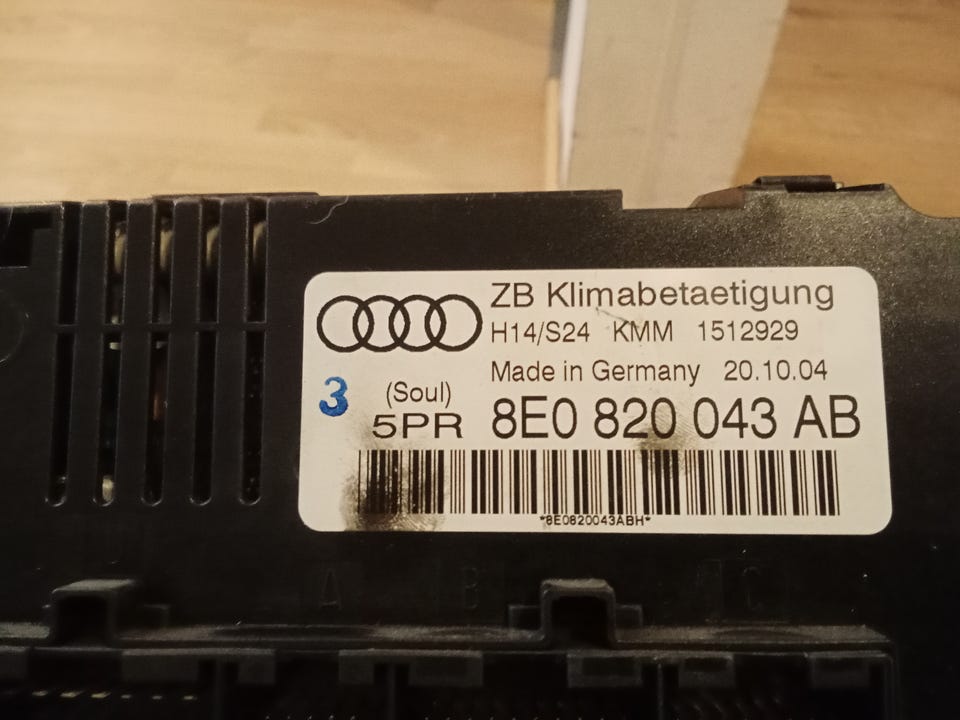 ZB Klimabetaetigung
H14/S24 KMM 1512929
Made in Germany 20.10.04
3 (Soul)
5PR 8E0 820 043 AB
*8E0820043ABH*
A B C